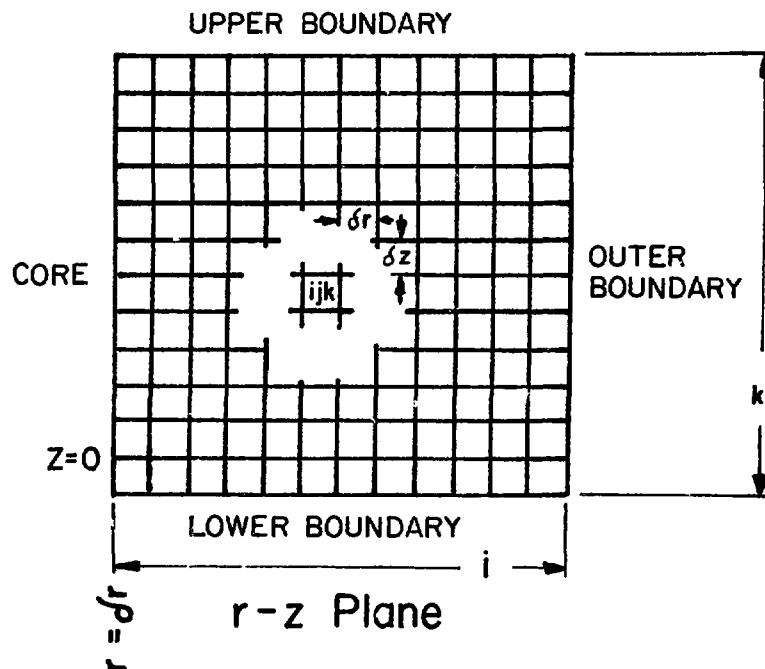 UPPER BOUNDARY
δr
δz
CORE
ijk
OUTER
BOUNDARY
k
Z=0
LOWER BOUNDARY
i
r = δr
r-z Plane